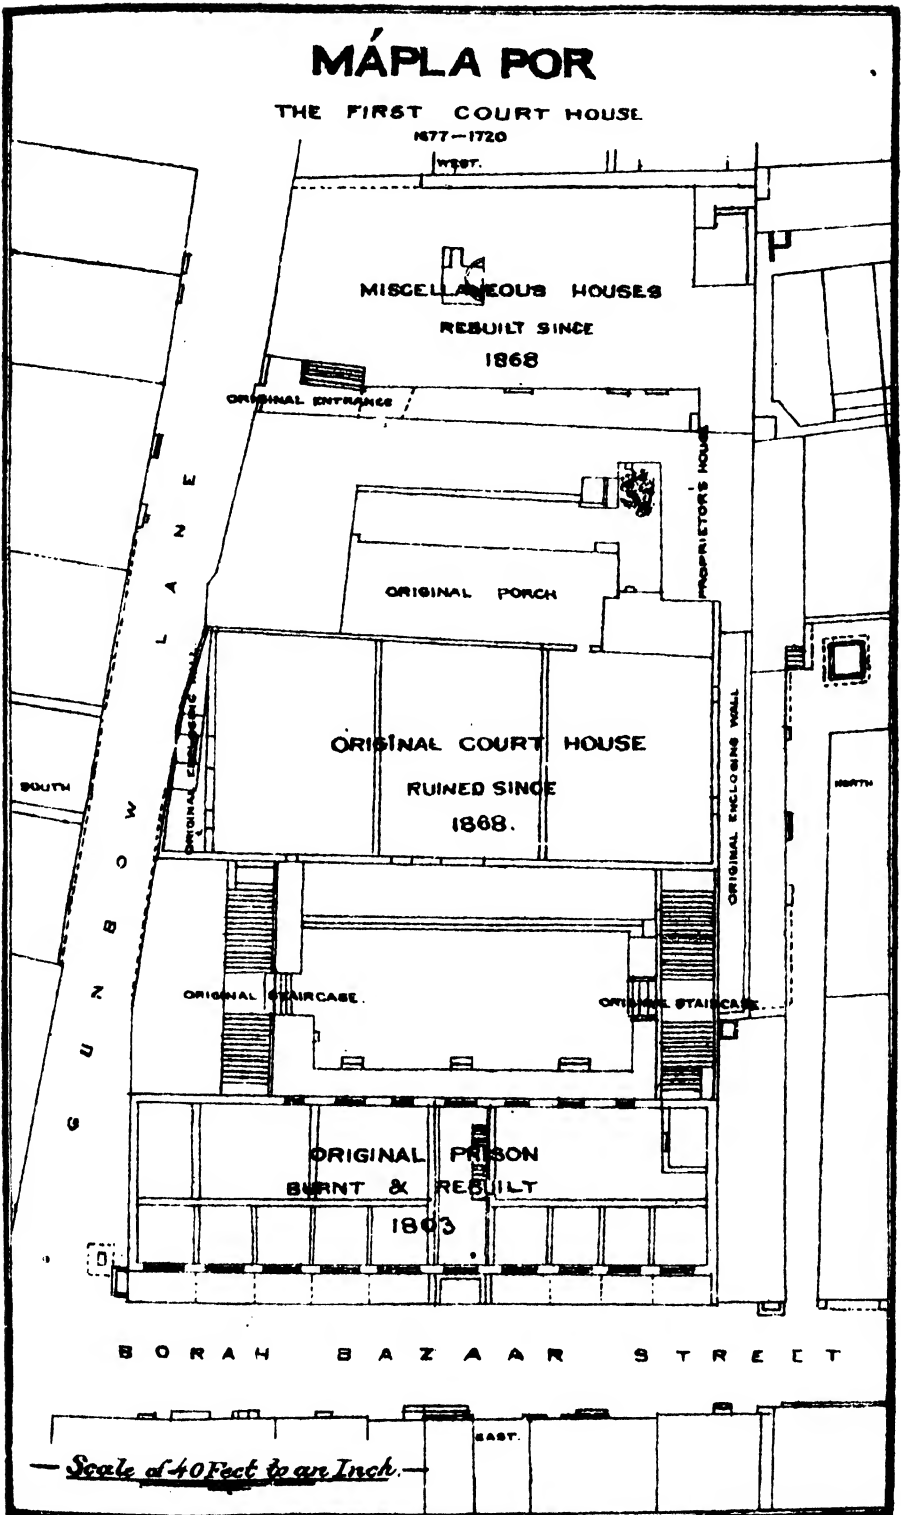 MÁPLA POR
THE FIRST COURT HOUSE
1677—1720
WEST.
MISCELLANEOUS HOUSES
REBUILT SINCE
1868
ORIGINAL ENTRANCE
PROPRIETOR'S HOUSE
ORIGINAL PORCH
GUNBOW LANE
ORIGINAL ENCLOSING WALL
ORIGINAL COURT HOUSE
RUINED SINCE
1868.
ORIGINAL ENCLOSING WALL
SOUTH
NORTH
ORIGINAL STAIRCASE.
ORIGINAL STAIRCASE
ORIGINAL PRISON
BURNT & REBUILT
1803
BORAH BAZAAR STREET
EAST.
— Scale of 40 Feet to an Inch. —